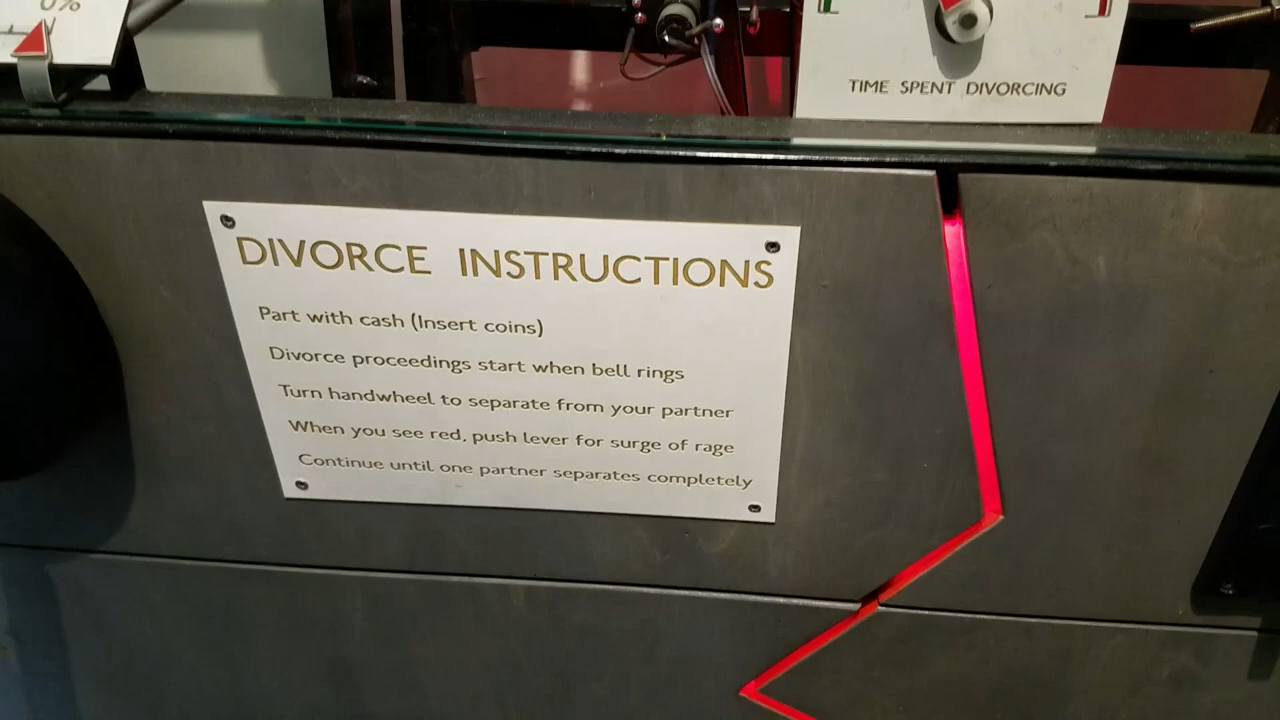 0%
TIME SPENT DIVORCING
DIVORCE INSTRUCTIONS
Part with cash (Insert coins)
Divorce proceedings start when bell rings
Turn handwheel to separate from your partner
When you see red, push lever for surge of rage
Continue until one partner separates completely